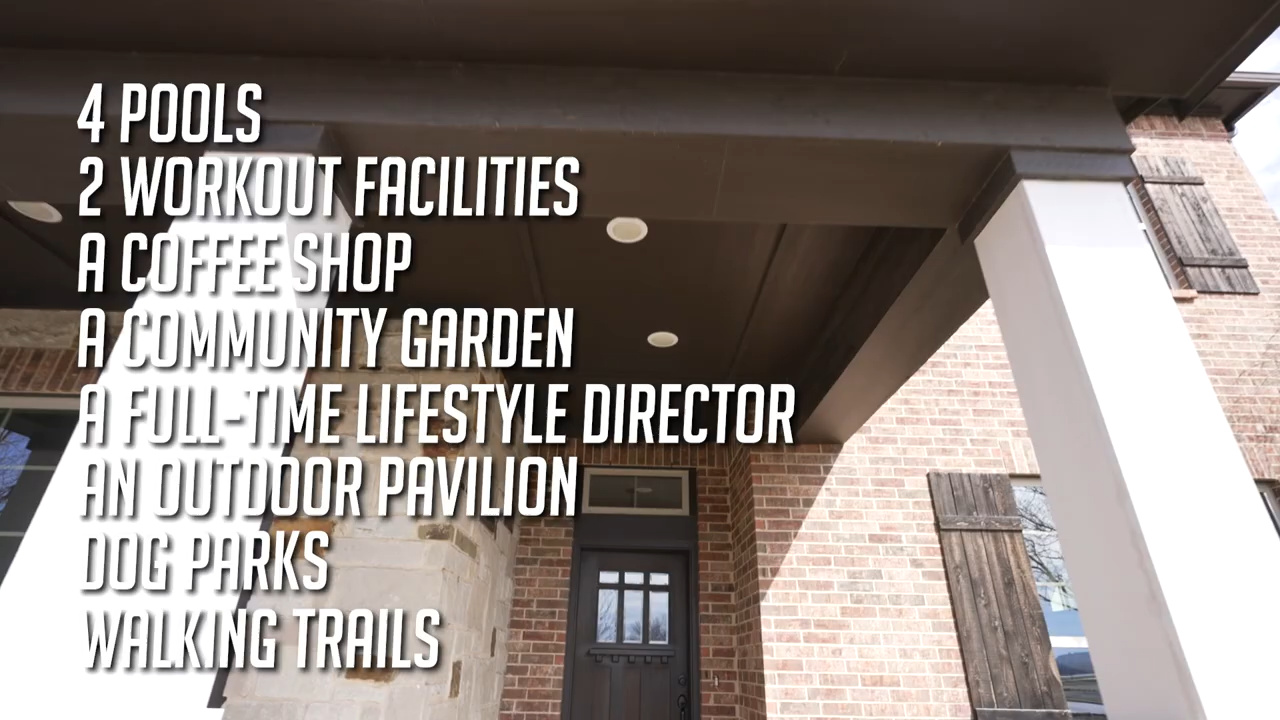 4 POOLS
2 WORKOUT FACILITIES
A COFFEE SHOP
A COMMUNITY GARDEN
A FULL-TIME LIFESTYLE DIRECTOR
AN OUTDOOR PAVILION
DOG PARKS
WALKING TRAILS